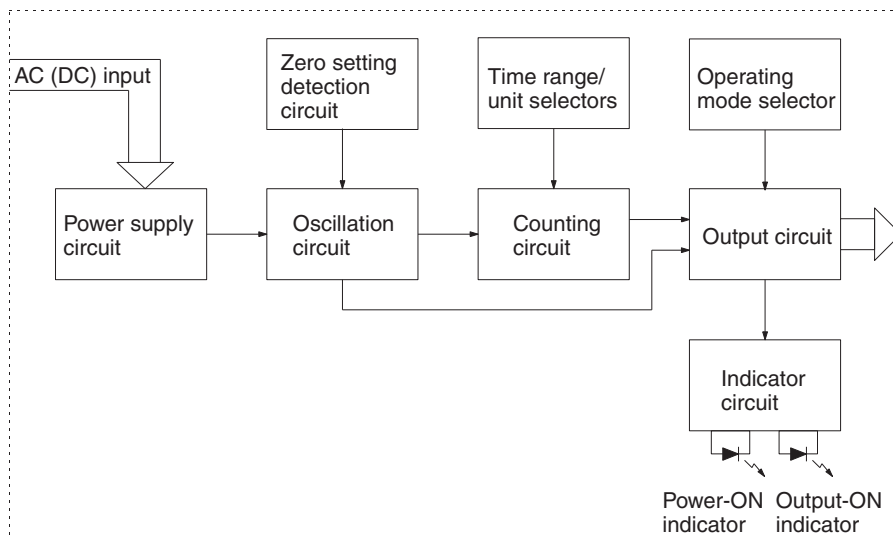 AC (DC) input
Zero setting
detection
circuit
Time range/
unit selectors
Operating
mode selector
Power supply
circuit
Oscillation
circuit
Counting
circuit
Output circuit
Indicator
circuit
Power-ON
indicator
Output-ON
indicator